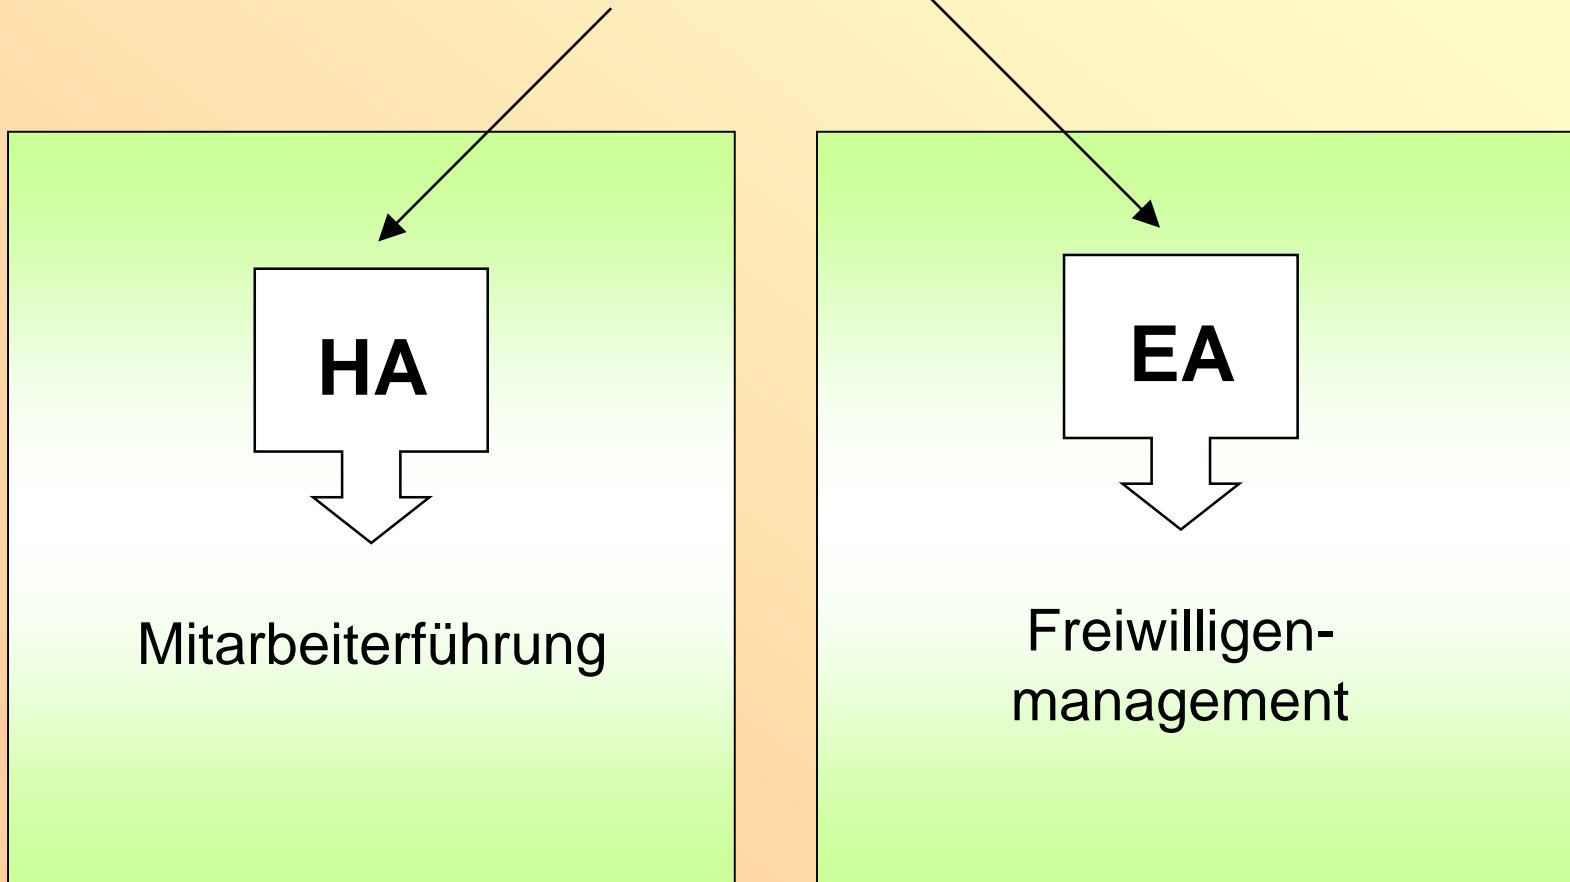 HA
Mitarbeiterführung
EA
Freiwilligen-
management